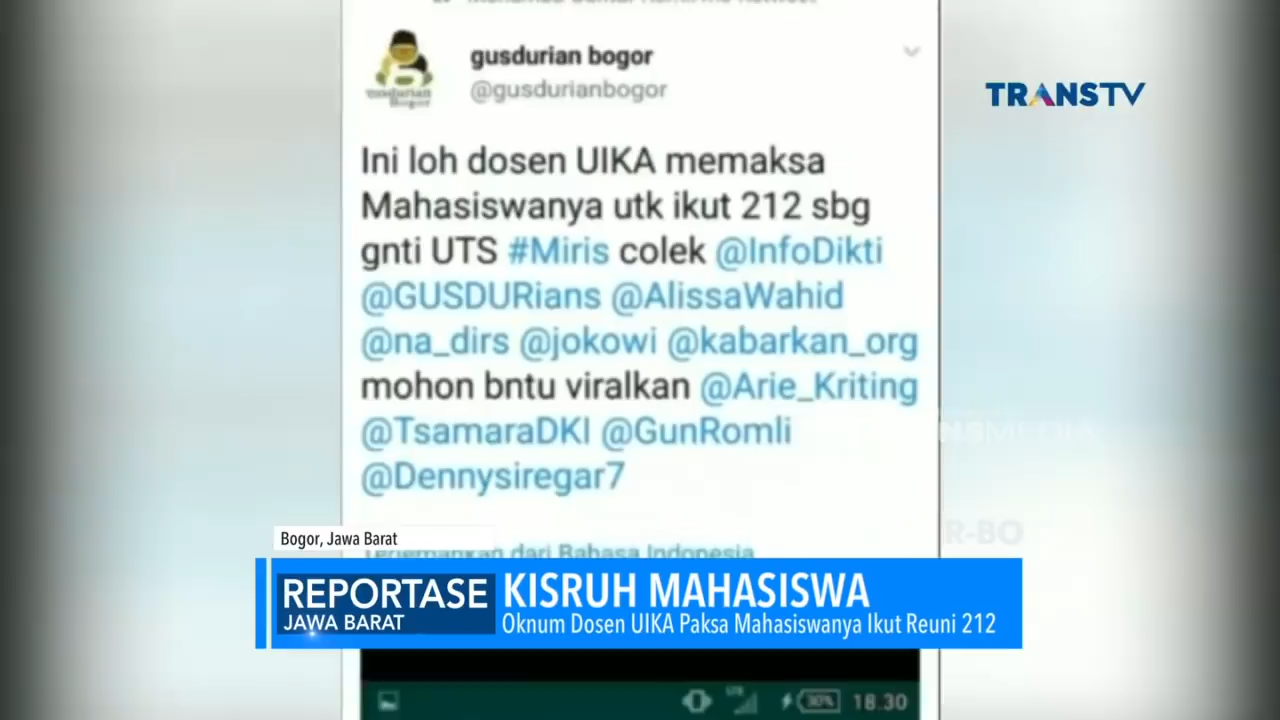 gusdurian bogor
@gusdurianbogor
TRANSTV
Ini loh dosen UIKA memaksa
Mahasiswanya utk ikut 212 sbg
gnti UTS #Miris colek @InfoDikti
@GUSDURians @AlissaWahid
@na_dirs @jokowi @kabarkan_org
mohon bntu viralkan @Arie_Kriting
@TsamaraDKI @GunRomli
@Dennysiregar7
Terjemahkan dari Bahasa Indonesia
Bogor, Jawa Barat
REPORTASE
JAWA BARAT
KISRUH MAHASISWA
Oknum Dosen UIKA Paksa Mahasiswanya Ikut Reuni 212
30%
18.30